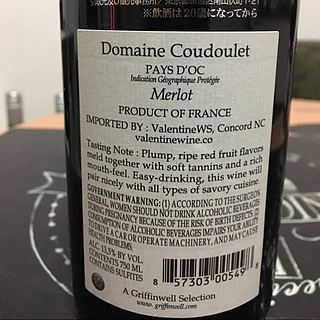 ※飲酒は20歳になってから
Domaine Coudoulet
PAYS D'OC
Indication Géographique Protégée
Merlot
PRODUCT OF FRANCE
IMPORTED BY : ValentineWS, Concord NC
valentinewine.co
Tasting Note : Plump, ripe red fruit flavors
meld together with soft tannins and a rich
mouth-feel. Easy-drinking, this wine will
pair nicely with all types of savory cuisine.
GOVERNMENT WARNING: (1) ACCORDING TO THE SURGEON
GENERAL, WOMEN SHOULD NOT DRINK ALCOHOLIC BEVERAGES
DURING PREGNANCY BECAUSE OF THE RISK OF BIRTH DEFECTS. (2)
CONSUMPTION OF ALCOHOLIC BEVERAGES IMPAIRS YOUR ABILITY
TO DRIVE A CAR OR OPERATE MACHINERY, AND MAY CAUSE
HEALTH PROBLEMS.
ALC. 13,5% BY VOL.
CONTENTS 750 ML
CONTAINS SULFITES
8 57303 00549 8
A Griffinwell Selection
www.griffinwell.com